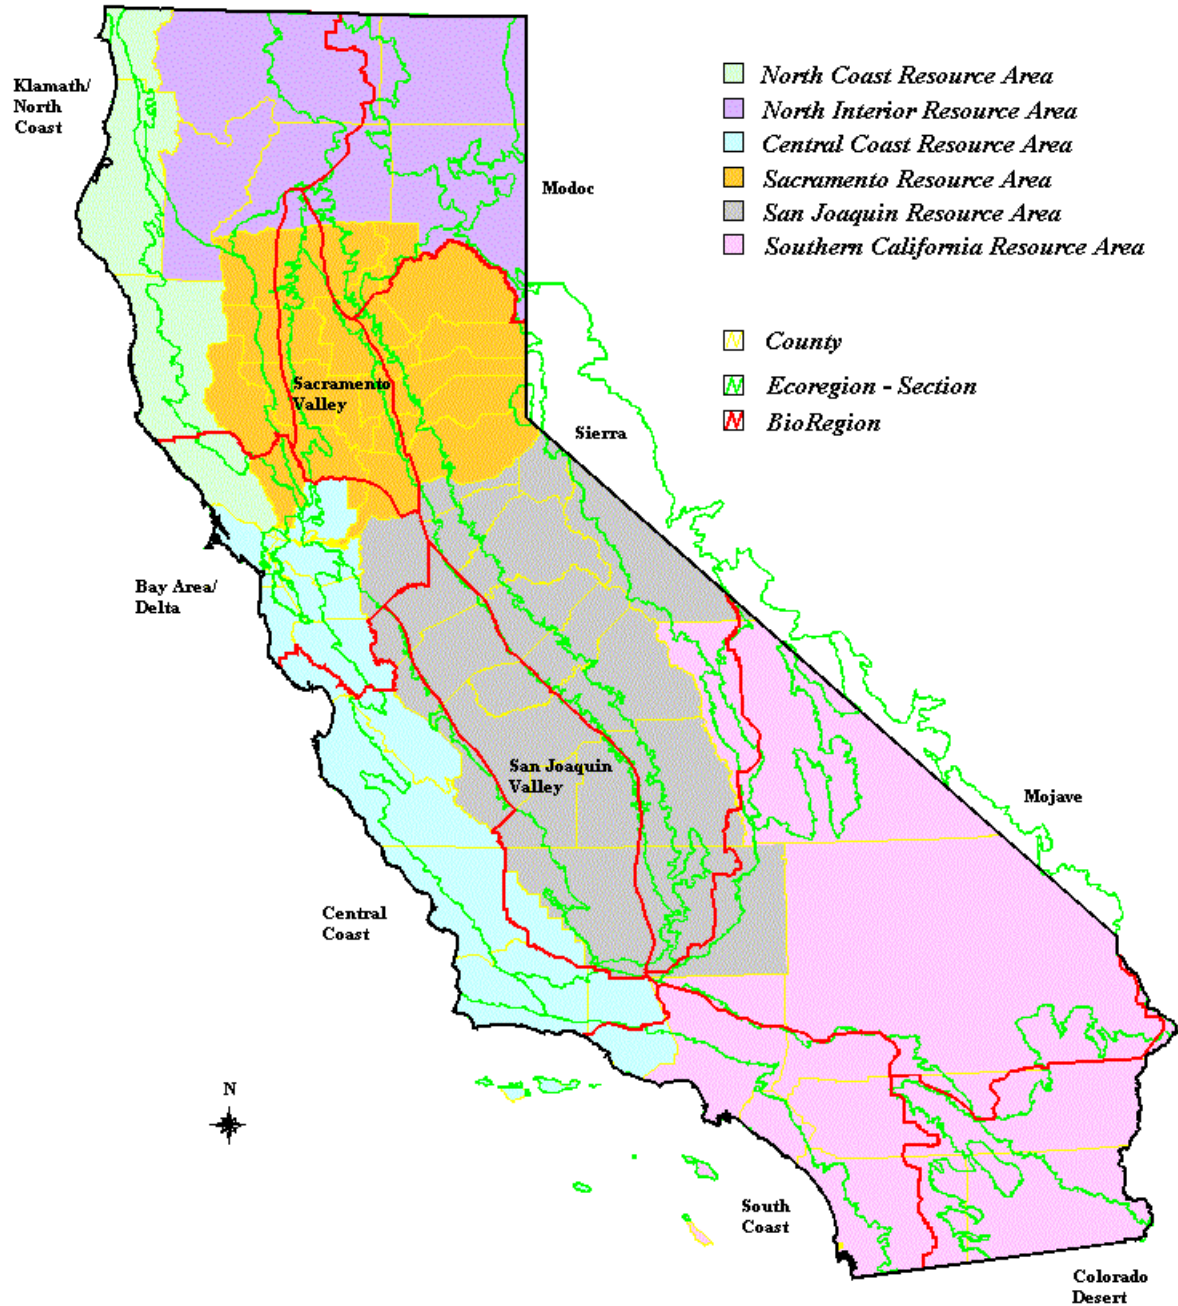 Klamath/
North
Coast
North Coast Resource Area
North Interior Resource Area
Central Coast Resource Area
Sacramento Resource Area
San Joaquin Resource Area
Southern California Resource Area
Modoc
County
Ecoregion - Section
BioRegion
Sacramento
Valley
Sierra
Bay Area/
Delta
San Joaquin
Valley
Mojave
Central
Coast
N
South
Coast
Colorado
Desert